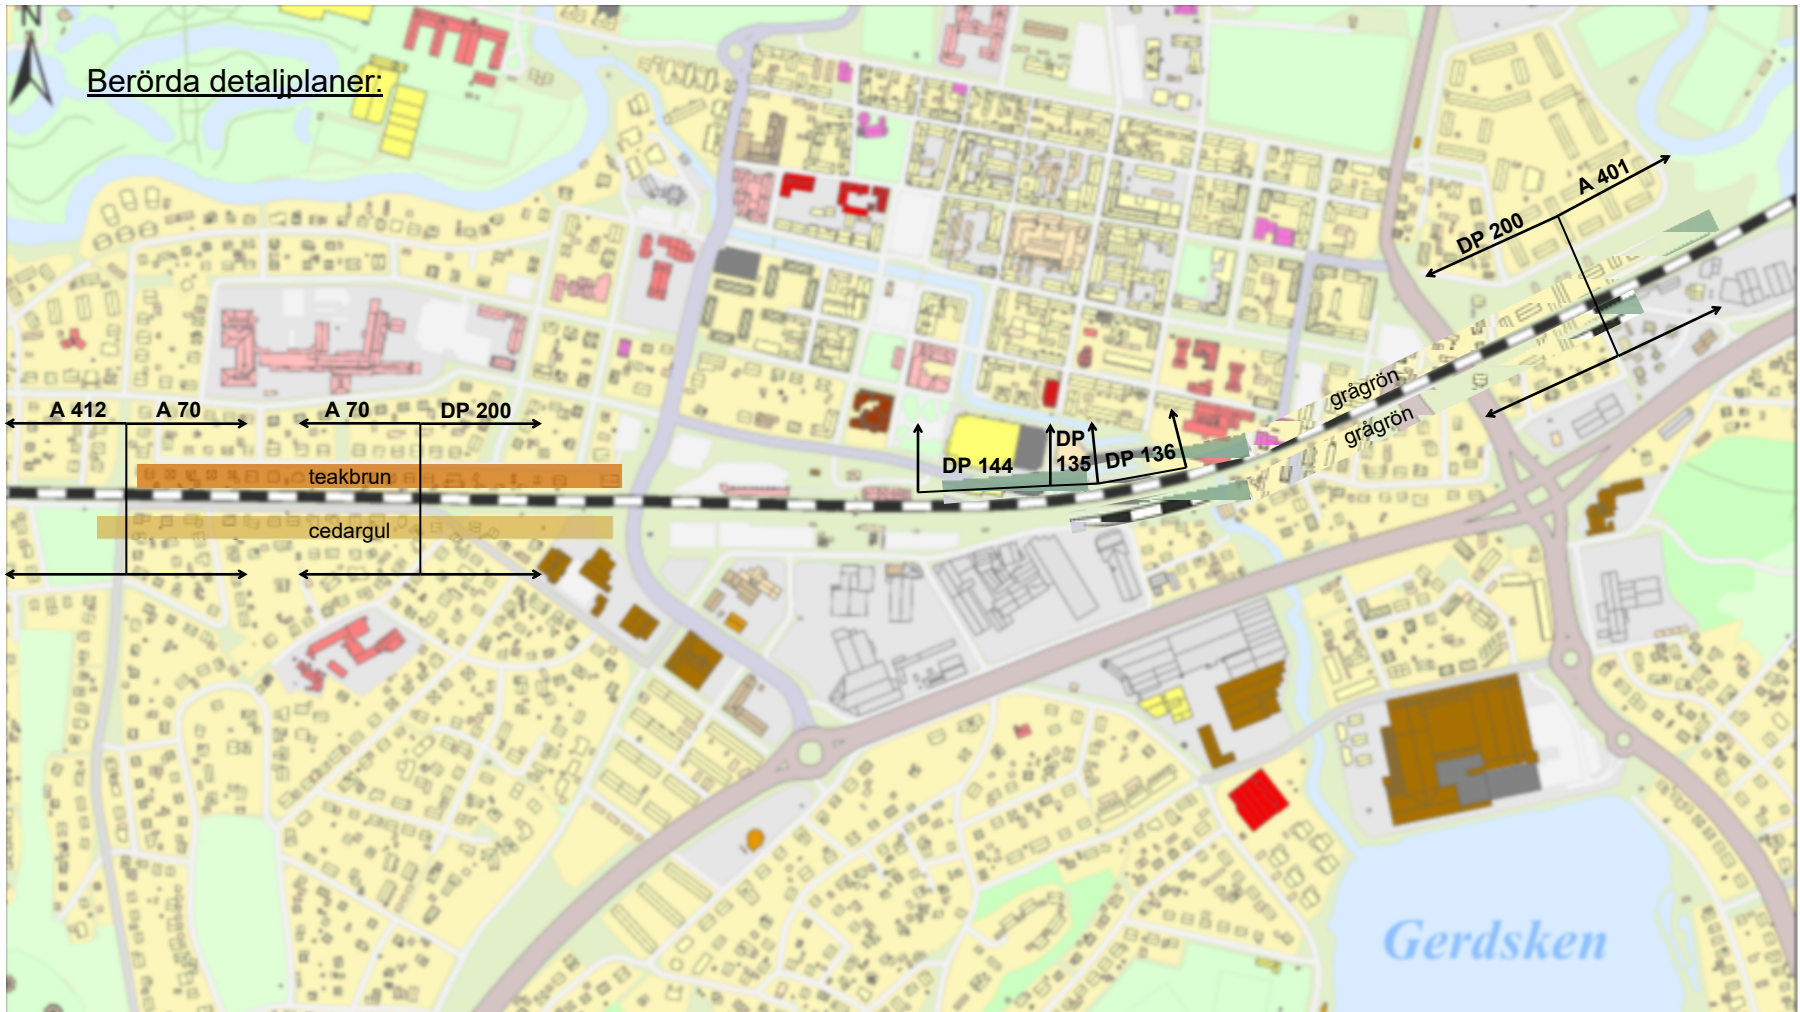 N
Berörda detaljplaner:
A 401
DP 200
grågrön
grågrön
A 412
A 70
A 70
DP 200
DP 144
DP
135
DP 136
teakbrun
cedargul
Gerdsken